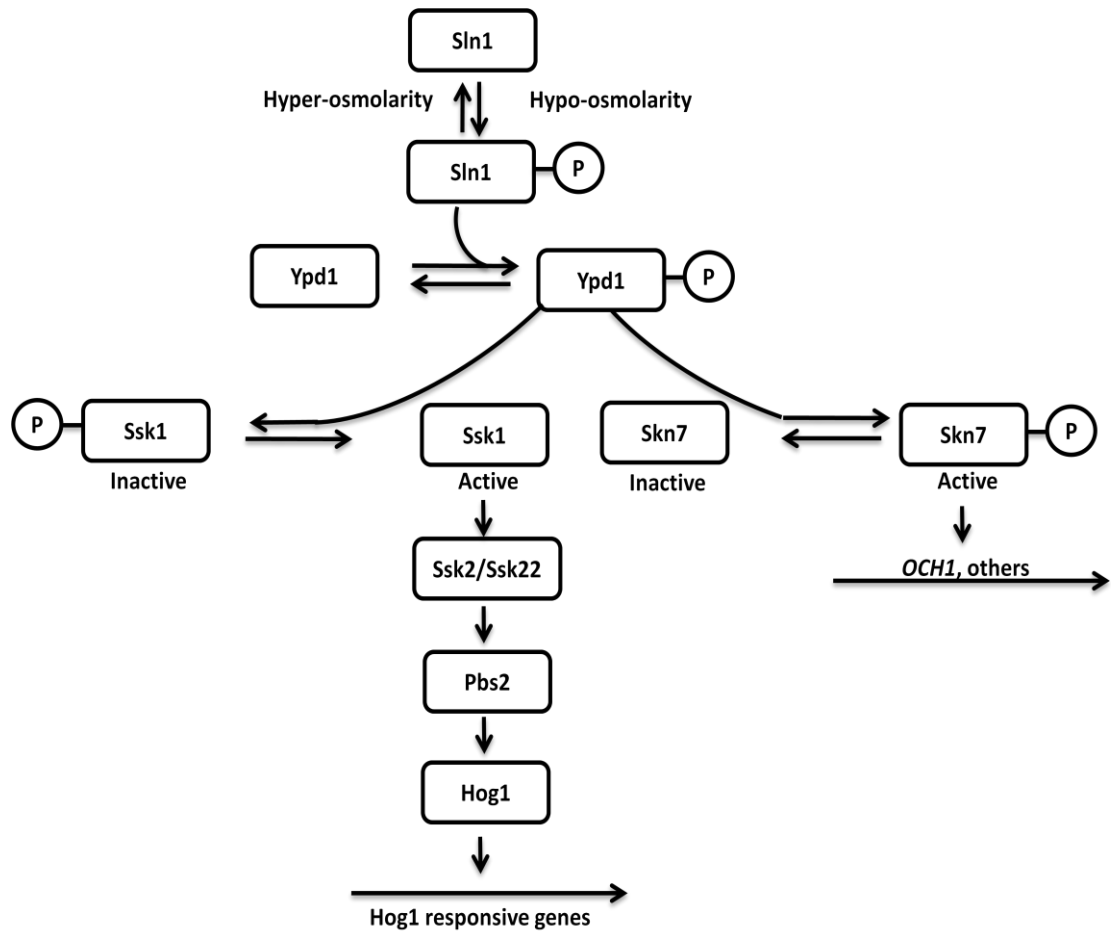 Sln1
Hyper-osmolarity
Hypo-osmolarity
Sln1
P
Ypd1
Ypd1
P
P
Ssk1
Inactive
Ssk1
Active
Skn7
Inactive
Skn7
P
Active
Ssk2/Ssk22
OCH1, others
Pbs2
Hog1
Hog1 responsive genes